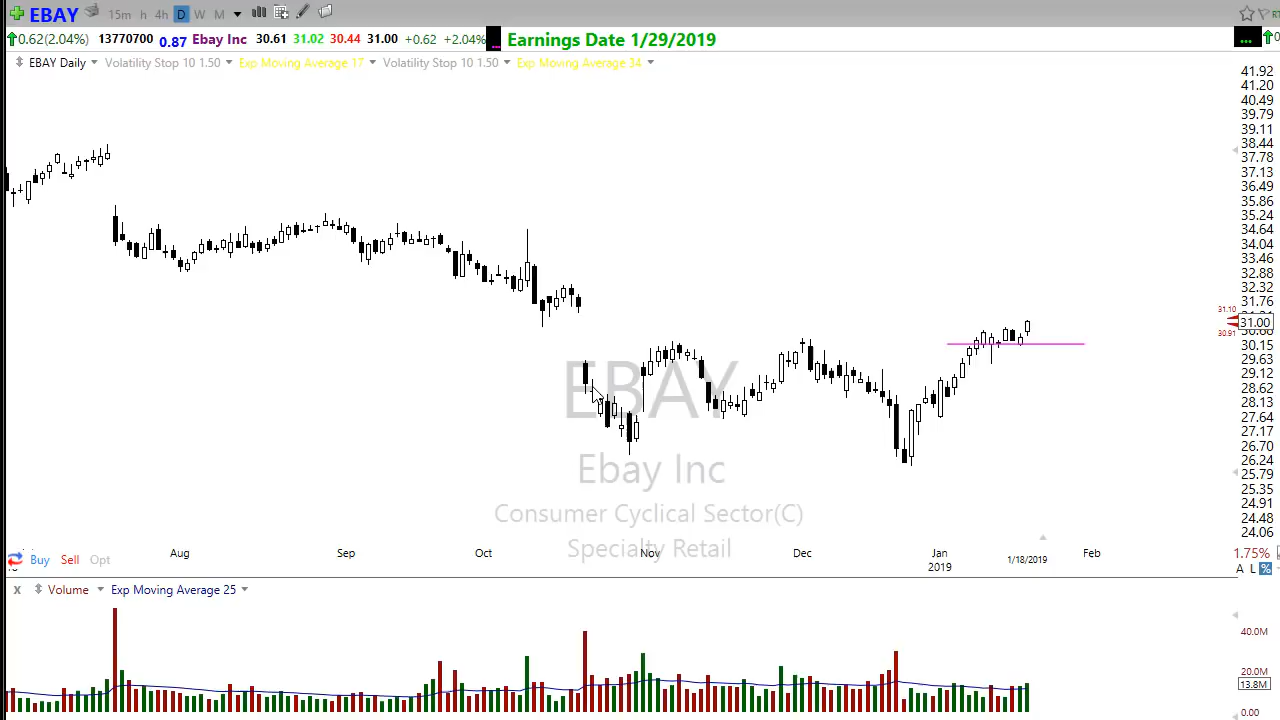 EBAY 15m h 4h D W M
0.62(2.04%) 13770700 0.87 Ebay Inc 30.61 31.02 30.44 31.00 +0.62 +2.04% ... Earnings Date 1/29/2019 ...
EBAY Daily Volatility Stop 10 1.50 Exp Moving Average 17 Volatility Stop 10 1.50 Exp Moving Average 34
41.92
41.20
40.49
39.79
39.11
38.44
37.78
37.13
36.49
35.86
35.24
34.64
34.04
33.46
32.88
32.32
31.76
31.10
31.00
30.91
30.15
29.63
29.12
28.62
28.13
27.64
27.17
26.70
26.24
25.79
25.35
24.91
24.48
24.06
EBAY
Ebay Inc
Consumer Cyclical Sector(C)
Specialty Retail
Aug Sep Oct Nov Dec Jan 1/18/2019 Feb
2019
Buy Sell Opt
1.75%
A L %
X Volume Exp Moving Average 25
40.0M
20.0M
13.8M
0.00